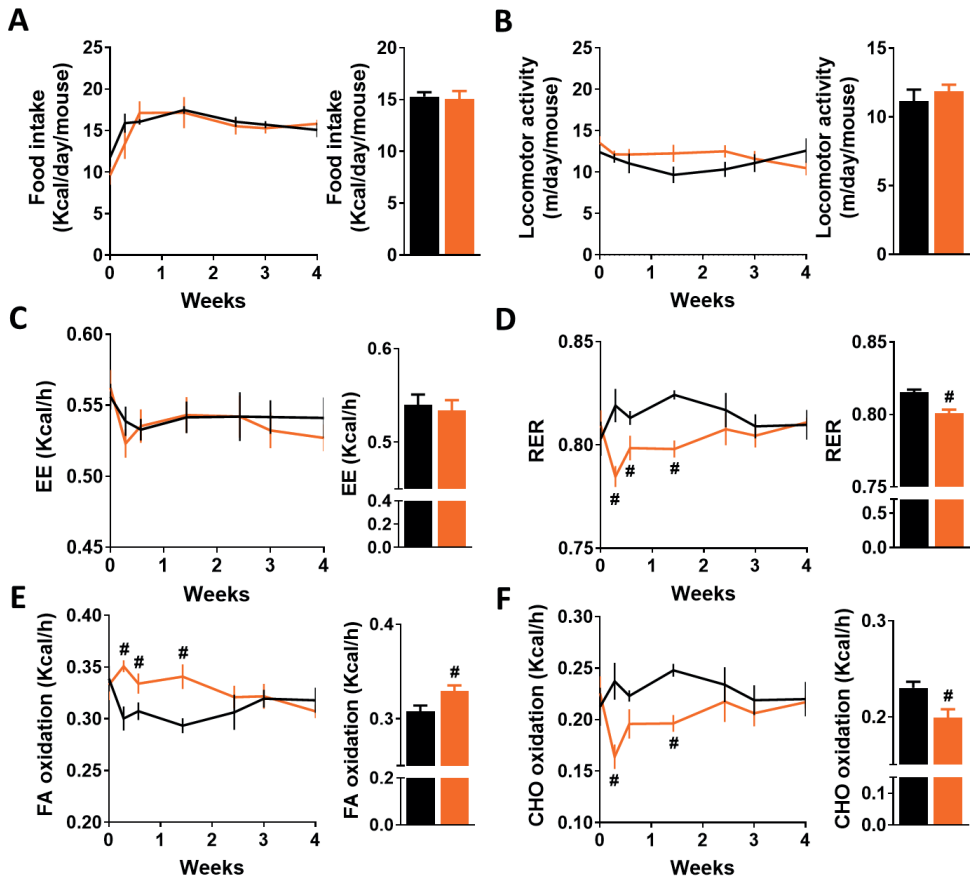 A
Food intake
(Kcal/day/mouse)
25
20
15
10
5
0
0 1 2 3 4
Weeks
Food intake
(Kcal/day/mouse)
20
15
10
5
0
B
Locomotor activity
(m/day/mouse)
25
20
15
10
5
0
0 1 2 3 4
Weeks
Locomotor activity
(m/day/mouse)
15
10
5
0
C
EE (Kcal/h)
0.60
0.55
0.50
0.45
0 1 2 3 4
Weeks
EE (Kcal/h)
0.6
0.5
0.4
0.2
0.0
D
RER
0.85
0.80
0.75
# # #
0 1 2 3 4
Weeks
RER
0.85
0.80
0.75
0.5
0.0
#
E
FA oxidation (Kcal/h)
0.40
0.35
0.30
0.25
0.20
# # #
0 1 2 3 4
Weeks
FA oxidation (Kcal/h)
0.4
0.3
0.2
0.0
#
F
CHO oxidation (Kcal/h)
0.30
0.25
0.20
0.15
0.10
# #
0 1 2 3 4
Weeks
CHO oxidation (Kcal/h)
0.3
0.2
0.1
0.0
#